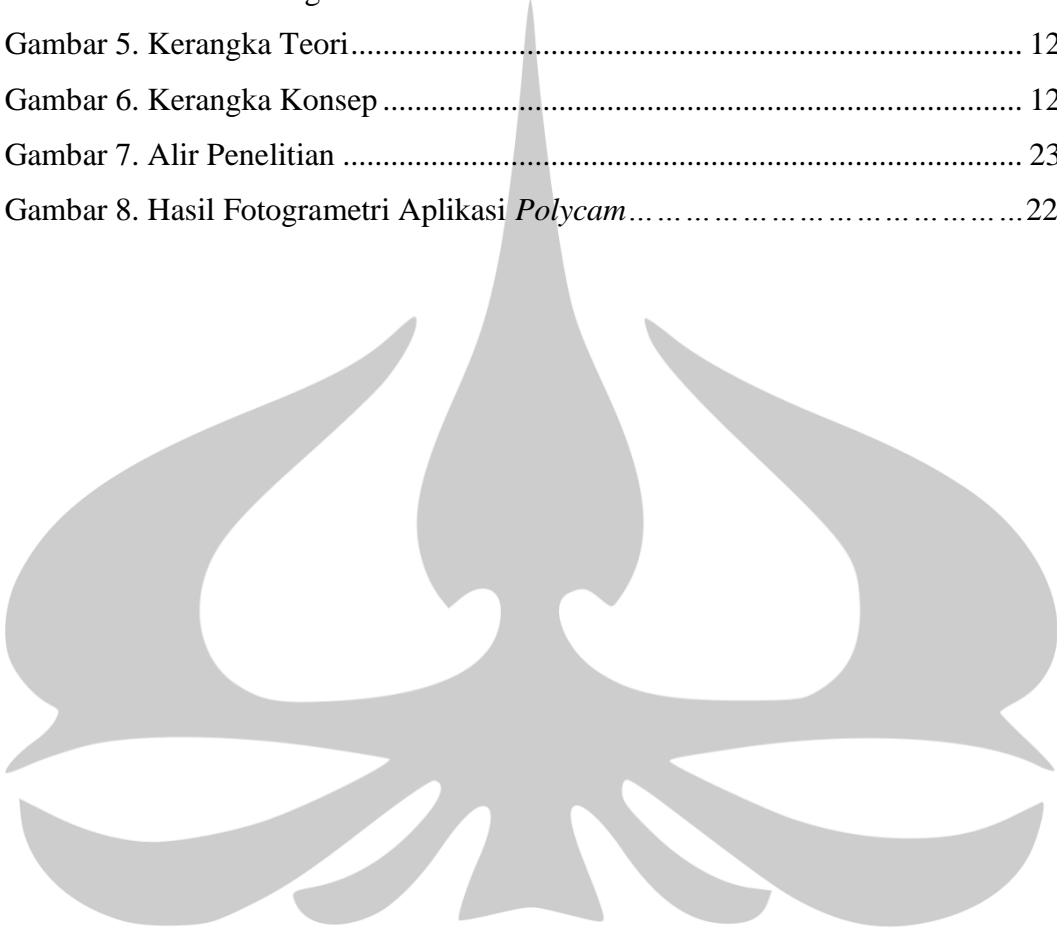 Gambar 5. Kerangka Teori.................................................................................... 12
Gambar 6. Kerangka Konsep ................................................................................ 12
Gambar 7. Alir Penelitian ..................................................................................... 23
Gambar 8. Hasil Fotogrametri Aplikasi Polycam………………………………………22